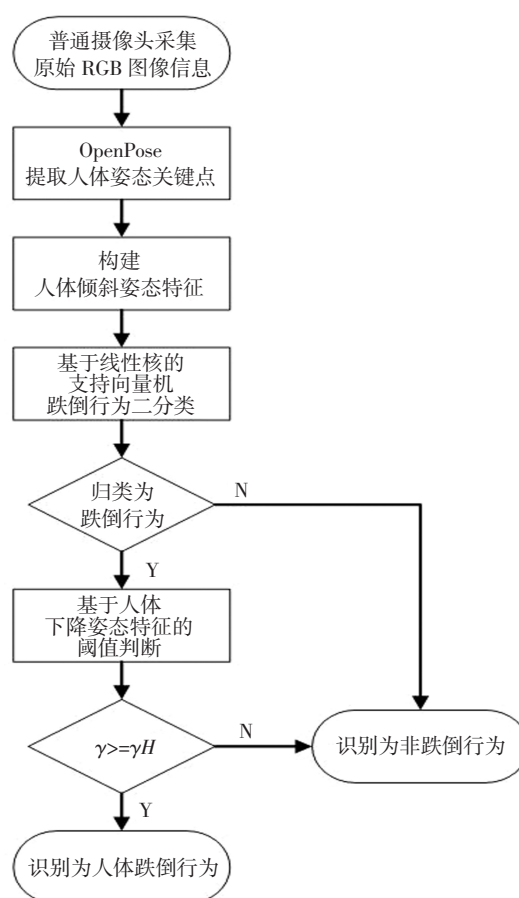 普通摄像头采集
原始 RGB 图像信息
OpenPose
提取人体姿态关键点
构建
人体倾斜姿态特征
基于线性核的
支持向量机
跌倒行为二分类
归类为
跌倒行为
N
Y
基于人体
下降姿态特征的
阈值判断
γ>=γH
N
识别为非跌倒行为
Y
识别为人体跌倒行为